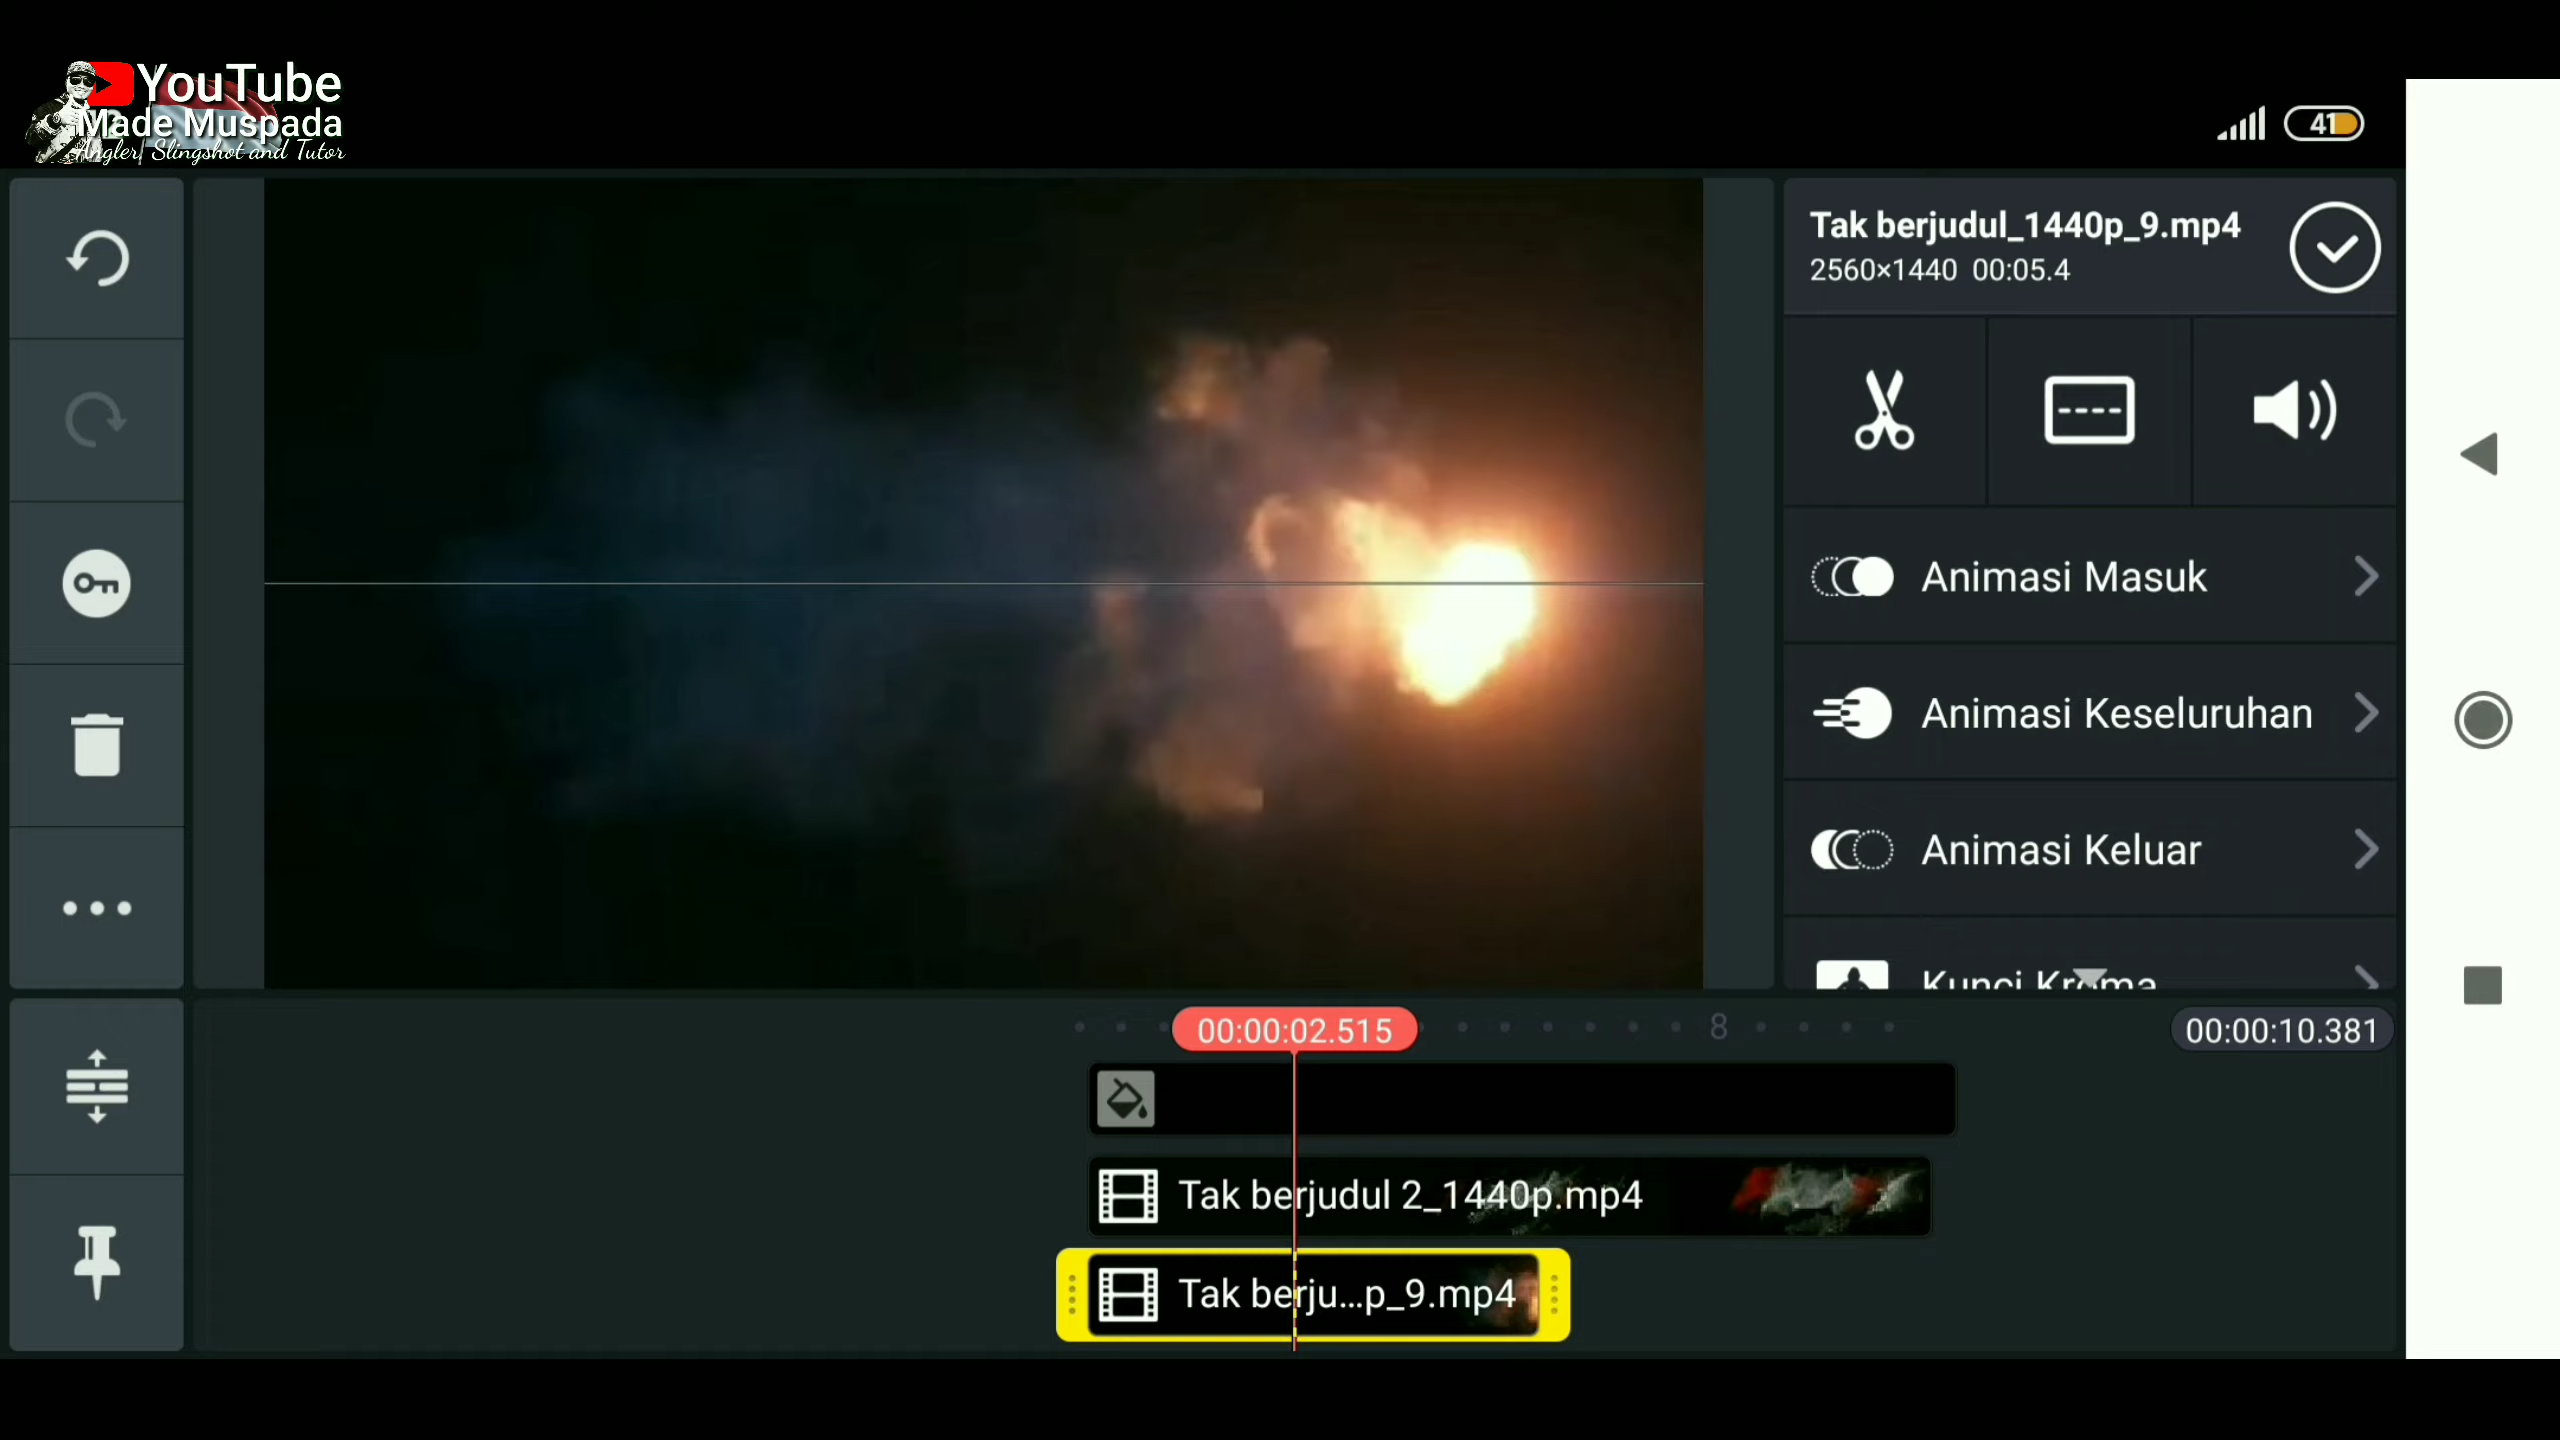 YouTube
Made Muspada
Angler, Slingshot and Tutor
41
Tak berjudul_1440p_9.mp4
2560×1440 00:05.4
Animasi Masuk
Animasi Keseluruhan
Animasi Keluar
Kunci Kroma
00:00:02.515
8
00:00:10.381
Tak berjudul 2_1440p.mp4
Tak berju...p_9.mp4